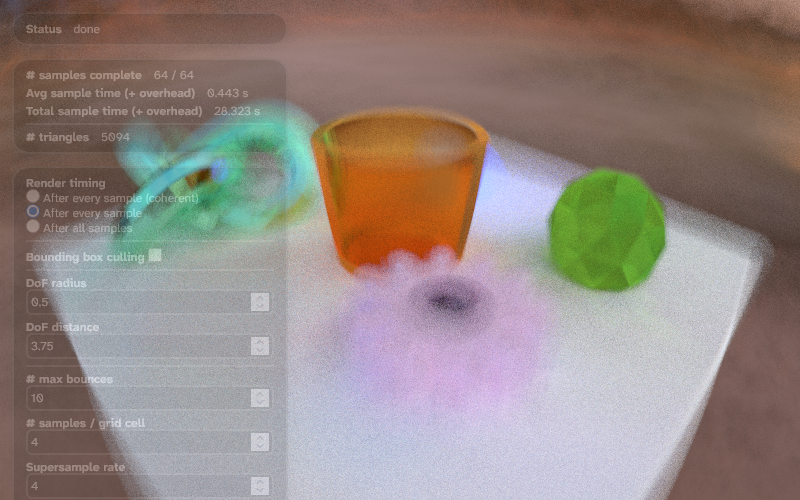 Status done
# samples complete 64 / 64
Avg sample time (+ overhead) 0.443 s
Total sample time (+ overhead) 28.323 s
# triangles 5094
Render timing
After every sample (coherent)
After every sample
After all samples
Bounding box culling
DoF radius
0.5
DoF distance
3.75
# max bounces
10
# samples / grid cell
4
Supersample rate
4